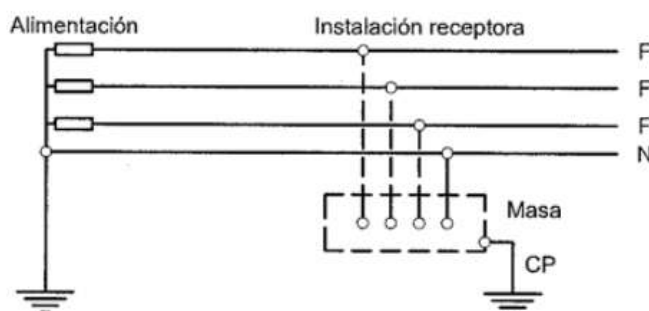 Alimentación
Instalación receptora
F
F
F
N
Masa
CP